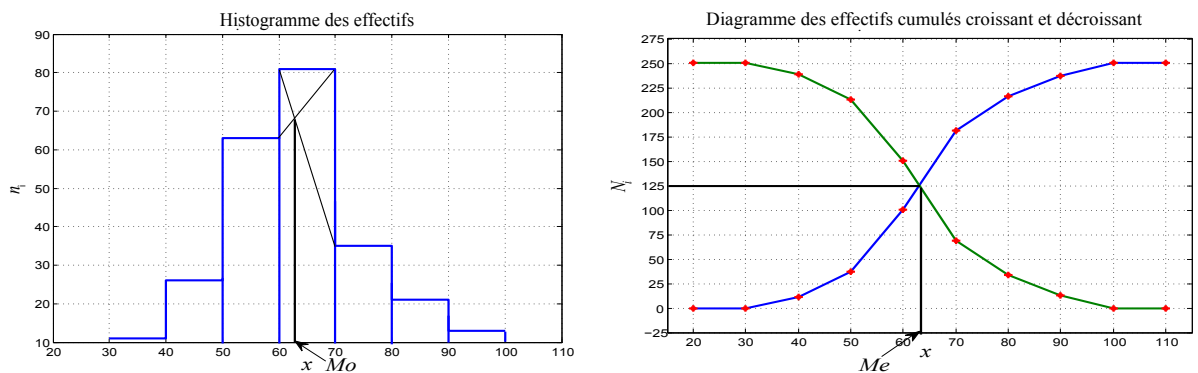 Histogramme des effectifs
90
80
70
60
50
40
30
20
10
n_i
20 30 40 50 60 70 80 90 100 110
x Mo
Diagramme des effectifs cumulés croissant et décroissant
275
250
225
200
175
150
125
100
75
50
25
0
−25
N_i
20 30 40 50 60 70 80 90 100 110
Me x